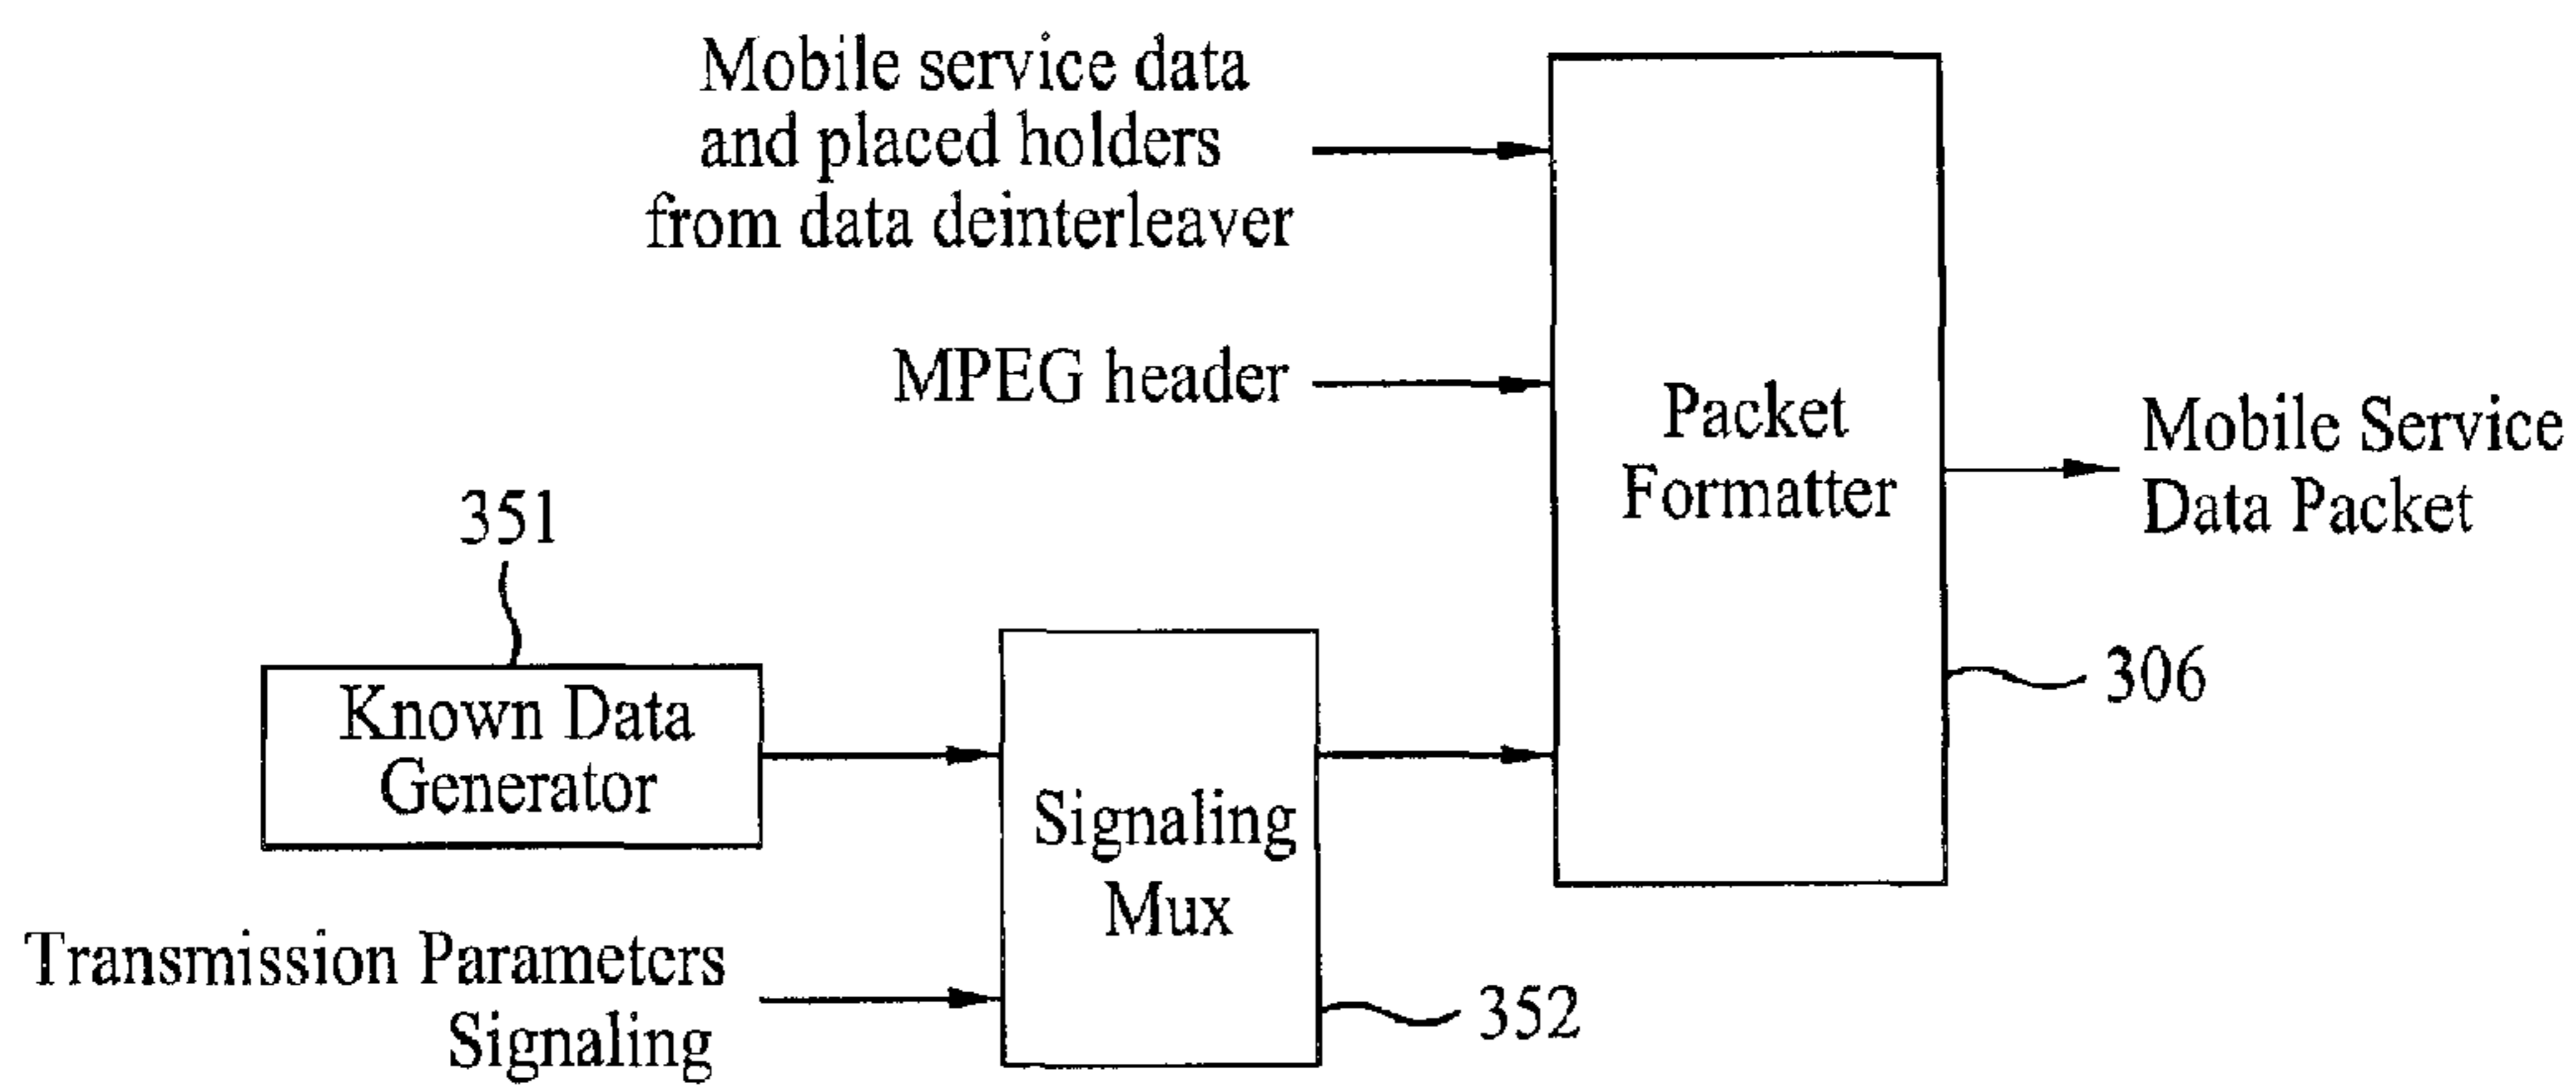 Mobile service data
and placed holders
from data deinterleaver
MPEG header
Packet
Formatter
Mobile Service
Data Packet
351
Known Data
Generator
306
Signaling
Mux
Transmission Parameters
Signaling
352